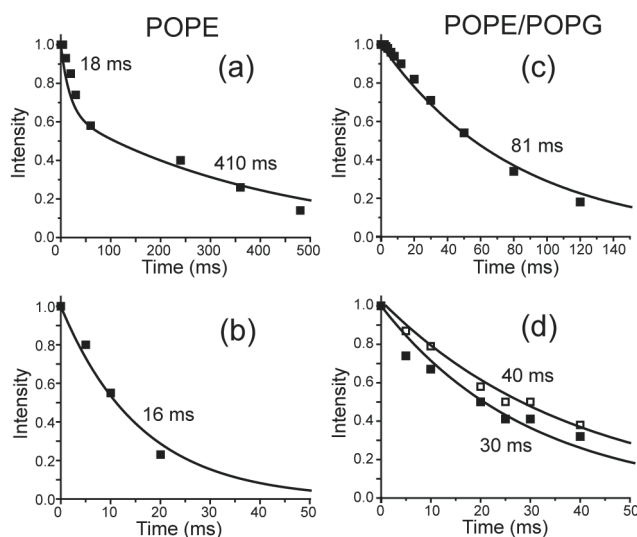 POPE
POPE/POPG
1.0
0.8
0.6
0.4
0.2
0.0
Intensity
18 ms
(a)
410 ms
0 100 200 300 400 500
Time (ms)
1.0
0.8
0.6
0.4
0.2
0.0
Intensity
(c)
81 ms
0 20 40 60 80 100 120 140
Time (ms)
1.0
0.8
0.6
0.4
0.2
0.0
Intensity
(b)
16 ms
0 10 20 30 40 50
Time (ms)
1.0
0.8
0.6
0.4
0.2
0.0
Intensity
(d)
40 ms
30 ms
0 10 20 30 40 50
Time (ms)